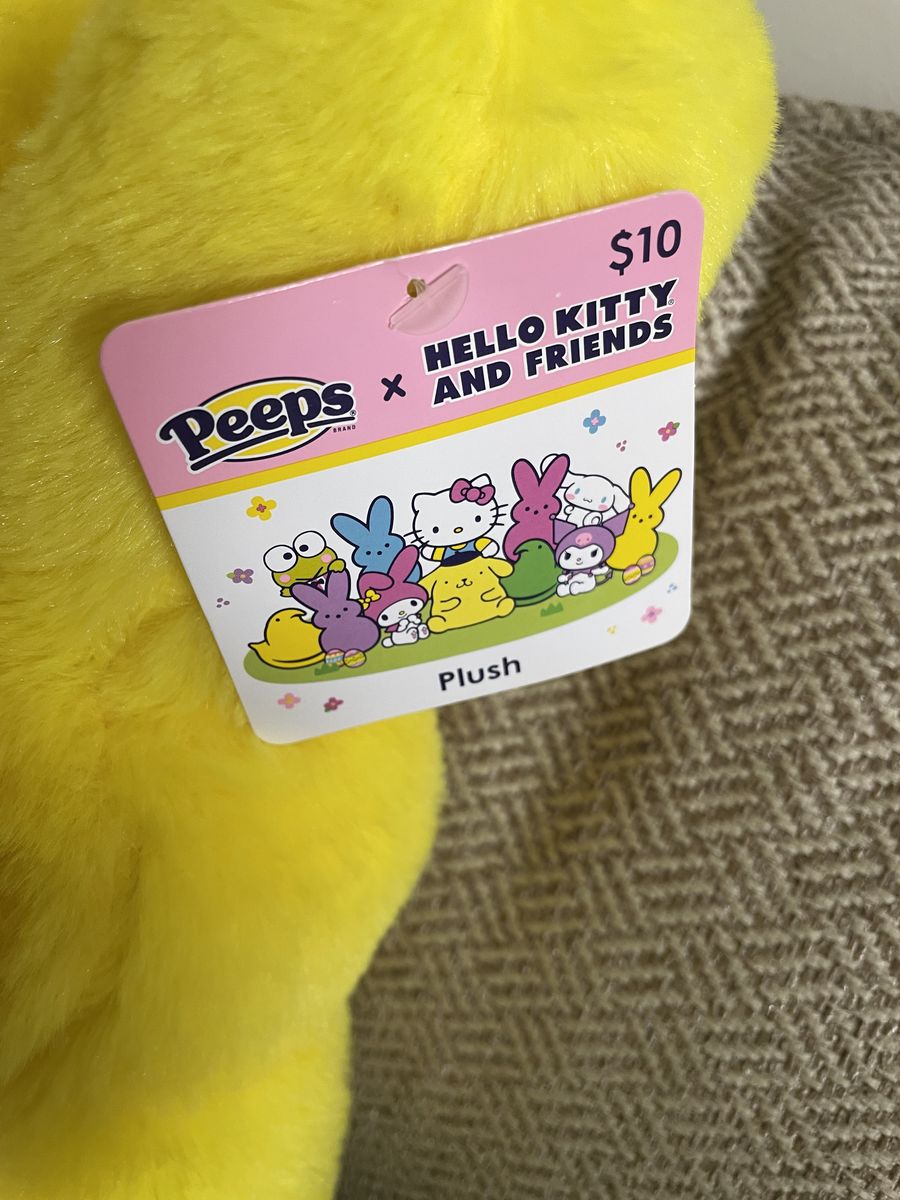 $10
Peeps®
BRAND
x
HELLO KITTY®
AND FRIENDS
Plush